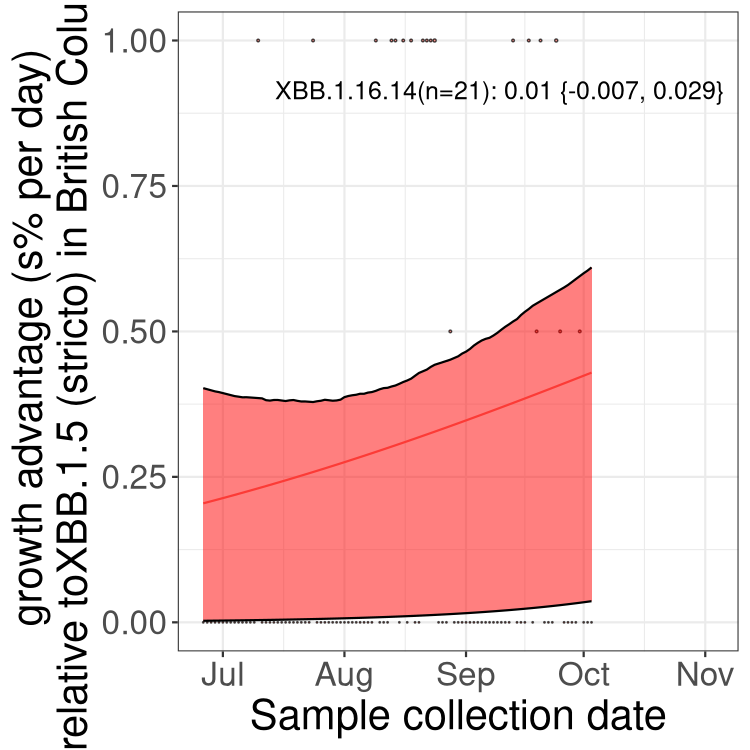 growth advantage (s% per day)
relative toXBB.1.5 (stricto) in British Colu
1.00
0.75
0.50
0.25
0.00
XBB.1.16.14(n=21): 0.01 {-0.007, 0.029}
Jul Aug Sep Oct Nov
Sample collection date